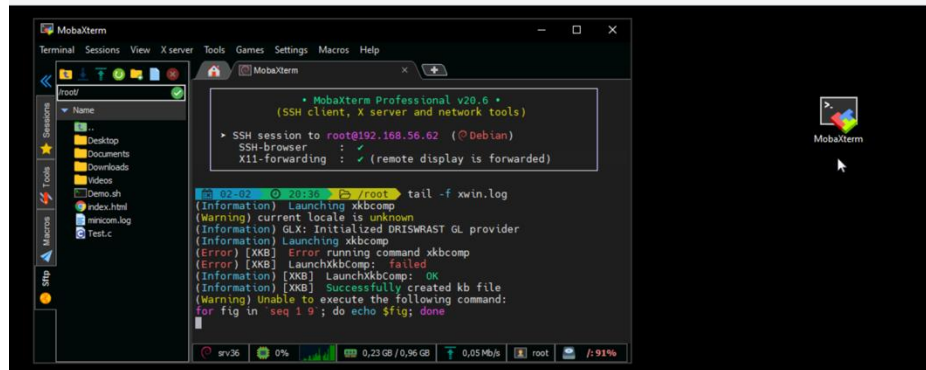 MobaXterm
Terminal Sessions View X server Tools Games Settings Macros Help
MobaXterm
/root/
Name
..
Desktop
Documents
Downloads
Videos
Demo.sh
index.html
minicom.log
Test.c
Sessions
Tools
Macros
Sftp
• MobaXterm Professional v20.6 •
(SSH client, X server and network tools)
➤ SSH session to root@192.168.56.62 (Debian)
SSH-browser : ✔
X11-forwarding : ✔ (remote display is forwarded)
02-02 20:36 /root tail -f xwin.log
(Information) Launching xkbcomp
(Warning) current locale is unknown
(Information) GLX: Initialized DRISWRAST GL provider
(Information) Launching xkbcomp
(Error) [XKB] Error running command xkbcomp
(Error) [XKB] LaunchXkbComp: failed
(Information) [XKB] LaunchXkbComp: OK
(Information) [XKB] Successfully created kb file
(Warning) Unable to execute the following command:
for fig in `seq 1 9`; do echo $fig; done
srv36 0% 0,23 GB / 0,96 GB 0,05 Mb/s root /: 91%
MobaXterm